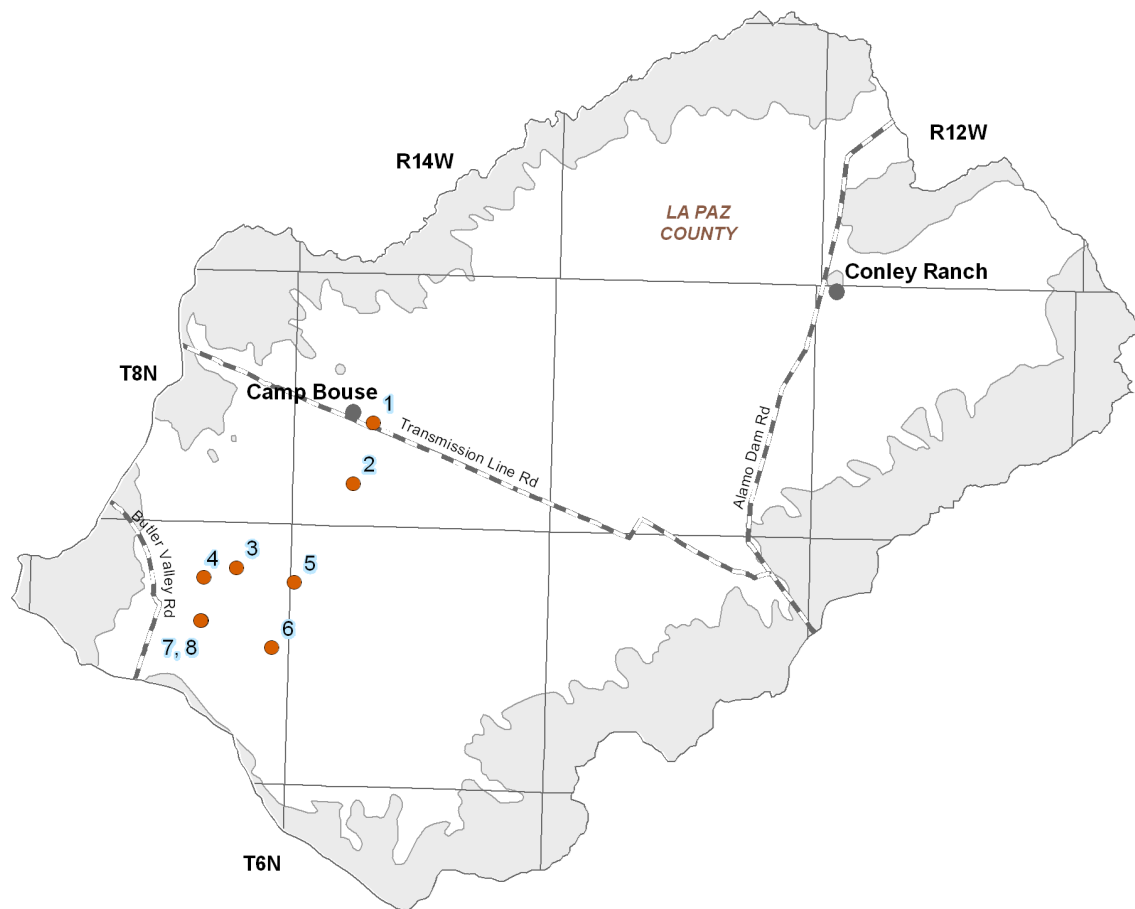 R12W
R14W
LA PAZ
COUNTY
Conley Ranch
T8N
Camp Bouse
1
Transmission Line Rd
2
Alamo Dam Rd
Butler Valley Rd
3
4
5
6
7, 8
T6N